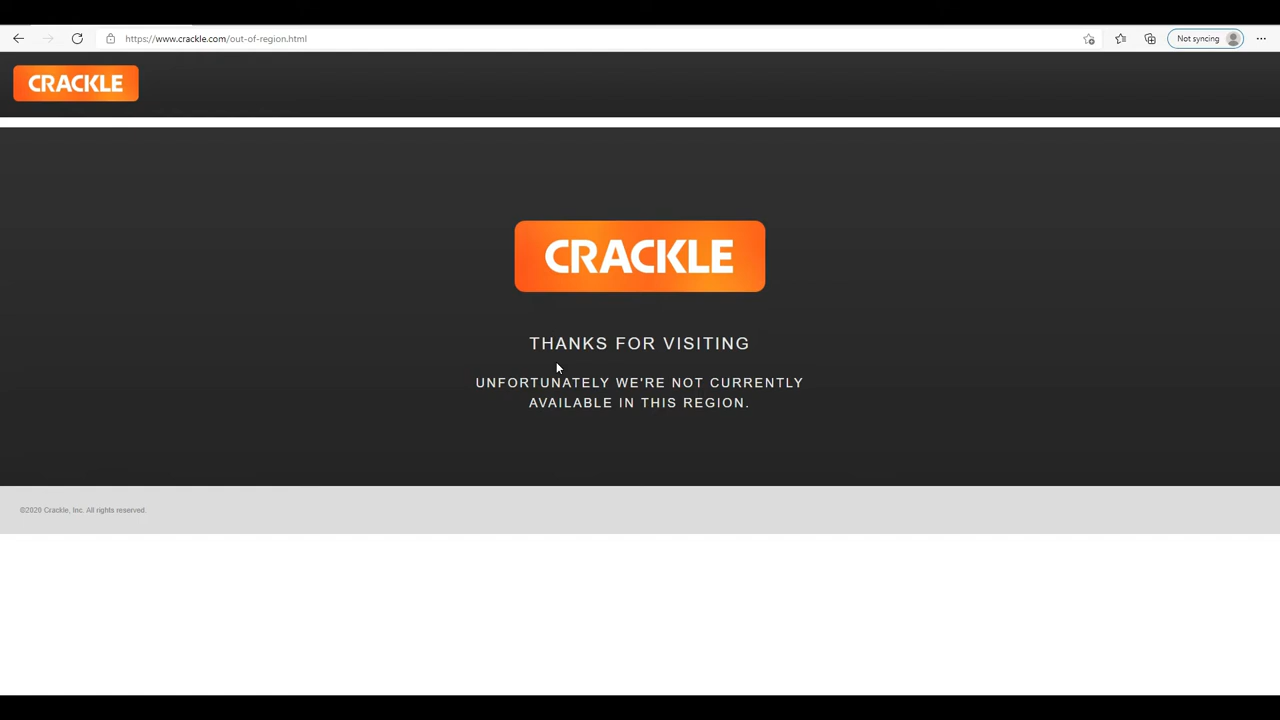 https://www.crackle.com/out-of-region.html
Not syncing
CRACKLE
CRACKLE
THANKS FOR VISITING
UNFORTUNATELY WE'RE NOT CURRENTLY
AVAILABLE IN THIS REGION.
©2020 Crackle, Inc. All rights reserved.